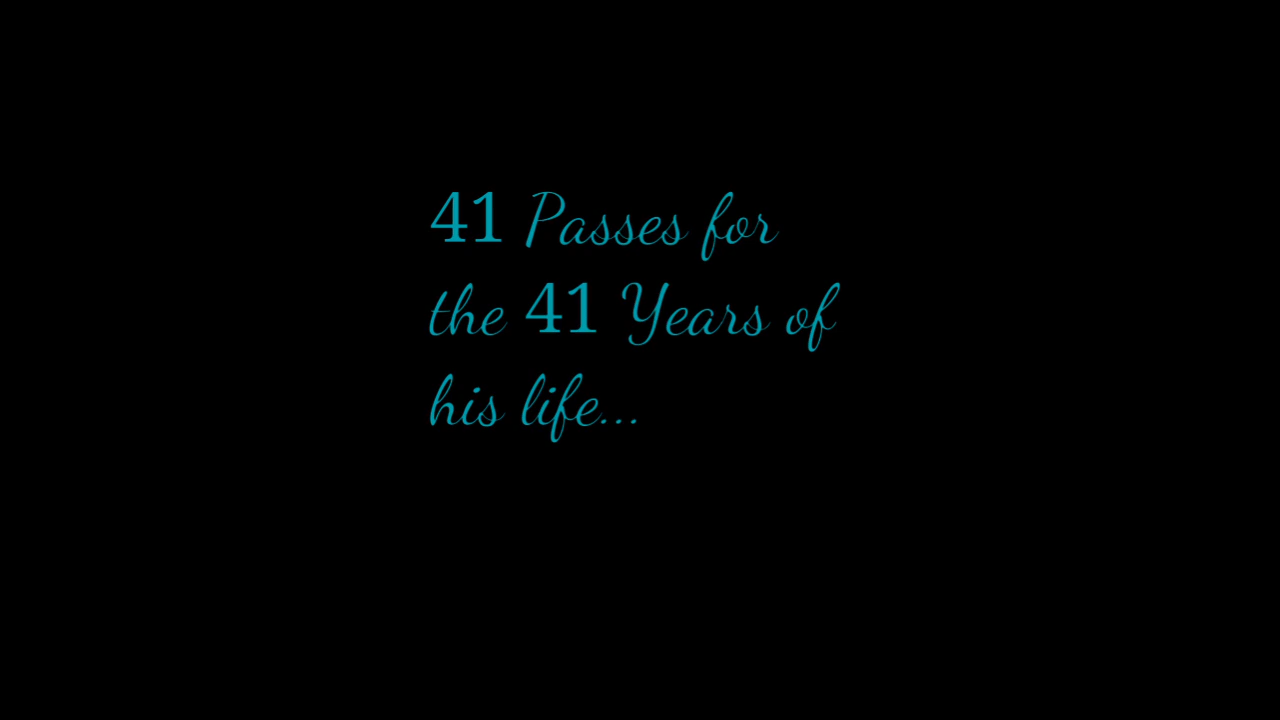 41 Passes for
the 41 Years of
his life...